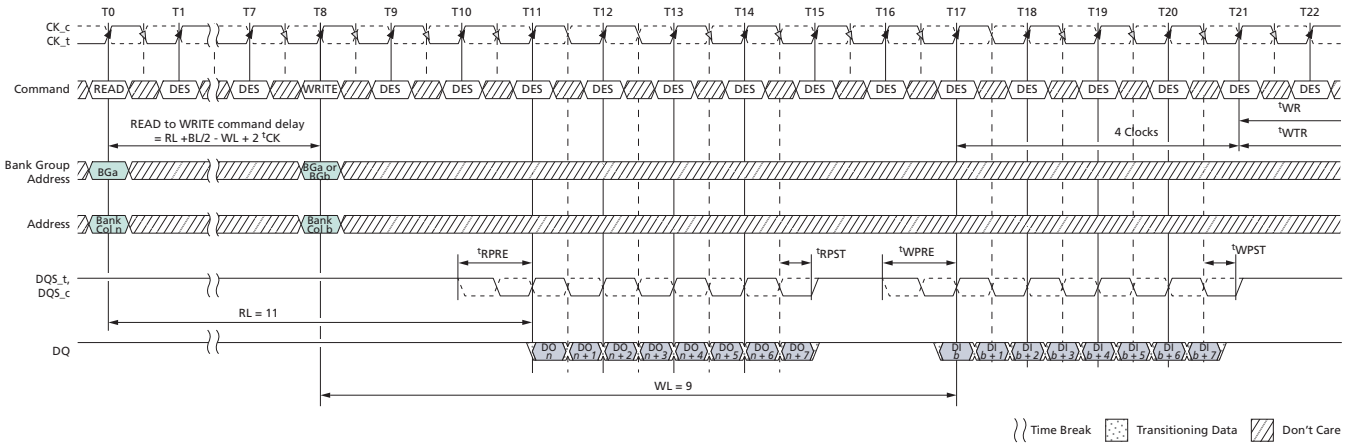 T0 T1 T7 T8 T9 T10 T11 T12 T13 T14 T15 T16 T17 T18 T19 T20 T21 T22
CK_c
CK_t
Command READ DES DES WRITE DES DES DES DES DES DES DES DES DES DES DES DES DES DES
tWR
READ to WRITE command delay
= RL +BL/2 - WL + 2 tCK
4 Clocks tWTR
Bank Group
Address
BGa
BGa or
BGb
Address
Bank
Col n
Bank
Col b
tRPRE tRPST tWPRE tWPST
DQS_t,
DQS_c
RL = 11
DQ
DO
n
DO
n + 1
DO
n + 2
DO
n + 3
DO
n + 4
DO
n + 5
DO
n + 6
DO
n + 7
DI
b
DI
b + 1
DI
b + 2
DI
b + 3
DI
b + 4
DI
b + 5
DI
b + 6
DI
b + 7
WL = 9
Time Break Transitioning Data Don't Care